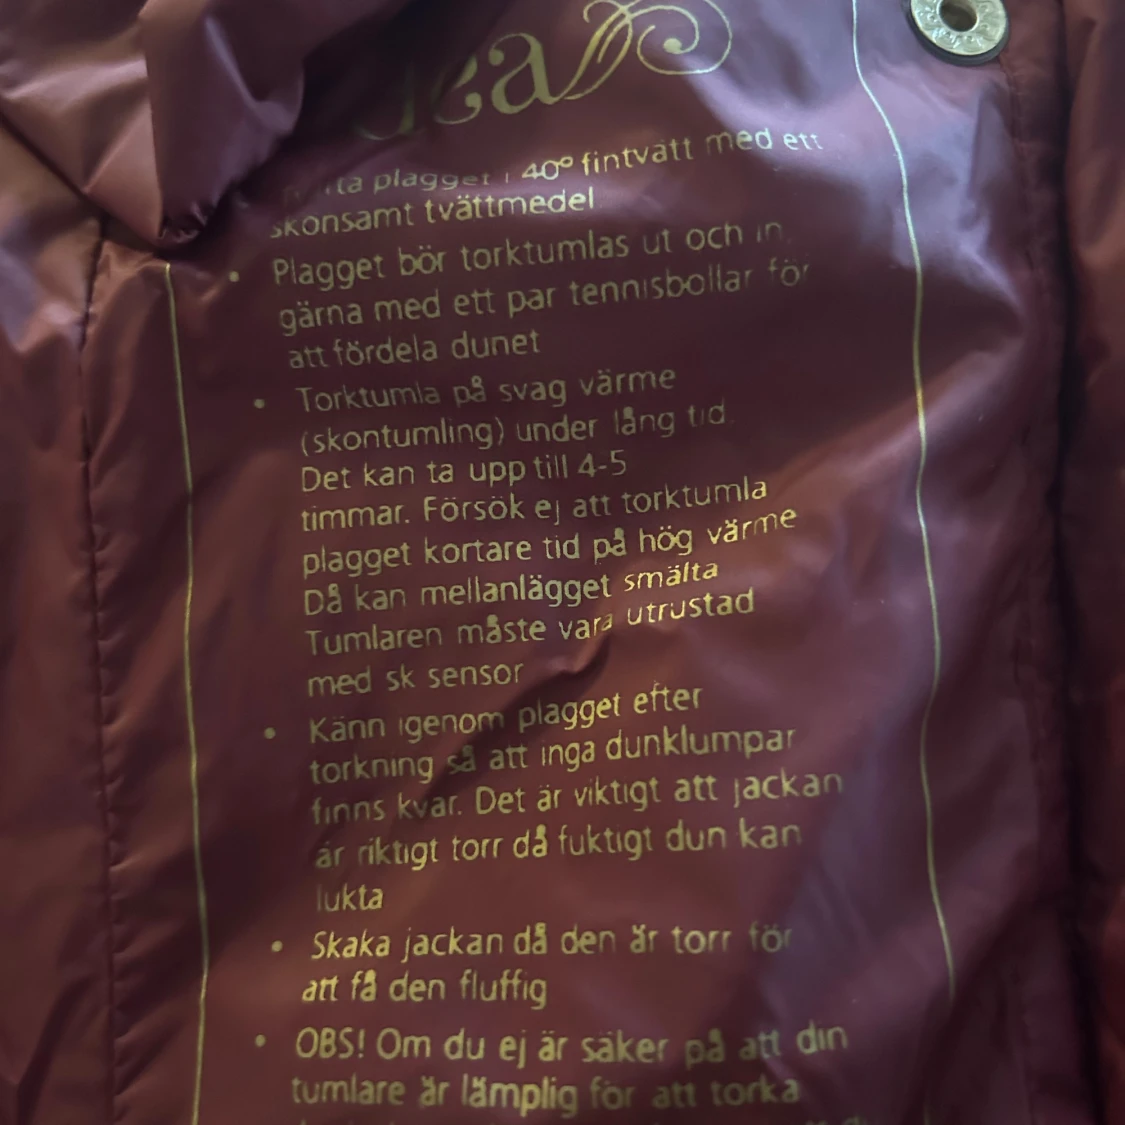 plagget i 40° fintvätt med ett
skonsamt tvättmedel
• Plagget bör torktumlas ut och in,
gärna med ett par tennisbollar för
att fördela dunet
• Torktumla på svag värme
(skontumling) under lång tid.
Det kan ta upp till 4-5
timmar. Försök ej att torktumla
plagget kortare tid på hög värme
Då kan mellanlägget smälta
Tumlaren måste vara utrustad
med sk sensor
• Känn igenom plagget efter
torkning så att inga dunklumpar
finns kvar. Det är viktigt att jackan
är riktigt torr då fuktigt dun kan
lukta
• Skaka jackan då den är torr för
att få den fluffig
• OBS! Om du ej är säker på att din
tumlare är lämplig för att torka